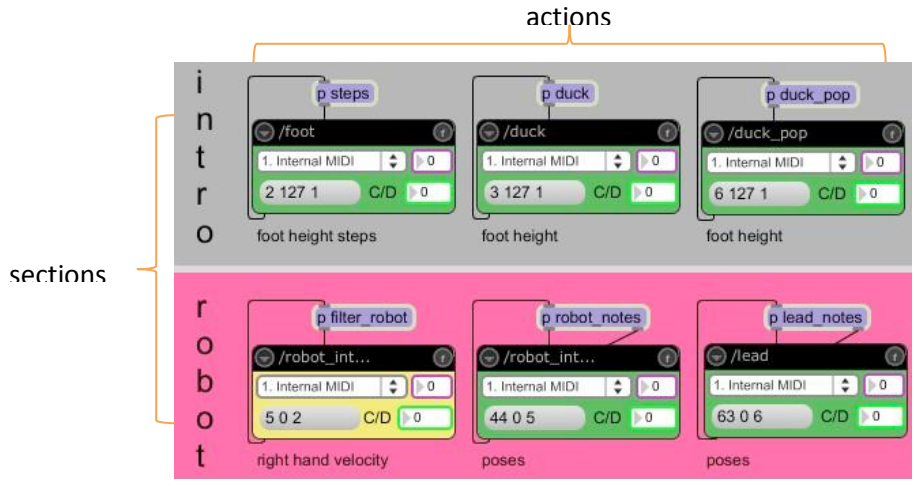 actions
sections
intro
p steps
p duck
p duck_pop
/foot
/duck
/duck_pop
1. Internal MIDI 0
1. Internal MIDI 0
1. Internal MIDI 0
2 127 1 C/D 0
3 127 1 C/D 0
6 127 1 C/D 0
foot height steps
foot height
foot height
robot
p filter_robot
p robot_notes
p lead_notes
/robot_int...
/robot_int...
/lead
1. Internal MIDI 0
1. Internal MIDI 0
1. Internal MIDI 0
5 0 2 C/D 0
44 0 5 C/D 0
63 0 6 C/D 0
right hand velocity
poses
poses